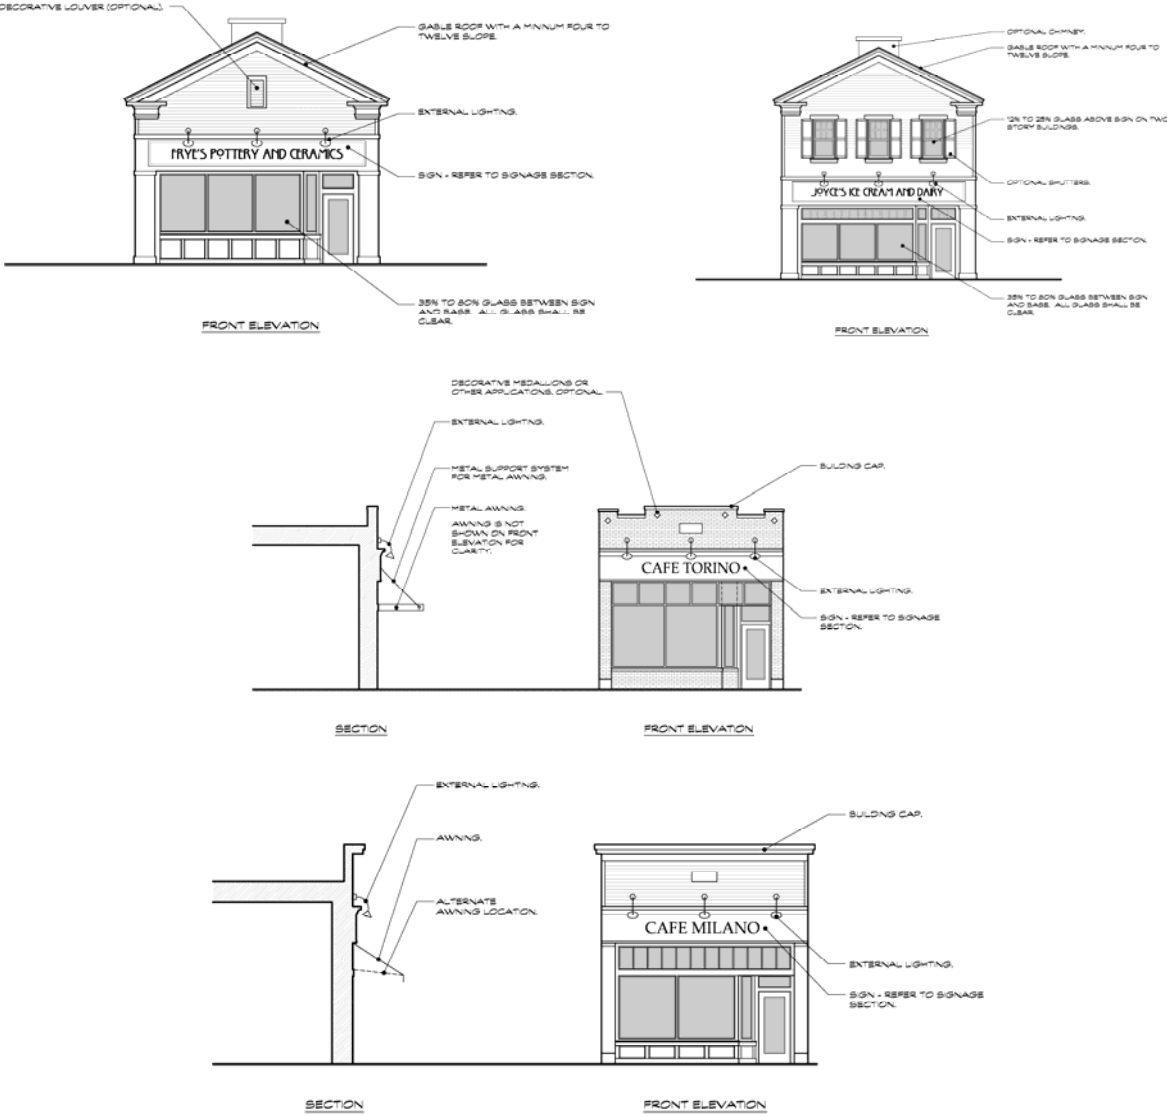 DECORATIVE LOUVER (OPTIONAL).
GABLE ROOF WITH A MINIMUM FOUR TO
TWELVE SLOPE.
EXTERNAL LIGHTING.
FRYE'S POTTERY AND CERAMICS
SIGN - REFER TO SIGNAGE SECTION.
35% TO 80% GLASS BETWEEN SIGN
AND BASE. ALL GLASS SHALL BE
CLEAR.
FRONT ELEVATION
OPTIONAL CHIMNEY.
GABLE ROOF WITH A MINIMUM FOUR TO
TWELVE SLOPE.
12% TO 25% GLASS ABOVE SIGN ON TWO
STORY BUILDINGS.
OPTIONAL SHUTTERS.
JOYCE'S ICE CREAM AND DAIRY
EXTERNAL LIGHTING.
SIGN - REFER TO SIGNAGE SECTION.
35% TO 80% GLASS BETWEEN SIGN
AND BASE. ALL GLASS SHALL BE
CLEAR.
FRONT ELEVATION
DECORATIVE MEDALLIONS OR
OTHER APPLICATIONS, OPTIONAL.
EXTERNAL LIGHTING.
METAL SUPPORT SYSTEM
FOR METAL AWNING.
METAL AWNING.
AWNING IS NOT
SHOWN ON FRONT
ELEVATION FOR
CLARITY.
SECTION
BUILDING CAP.
CAFE TORINO
EXTERNAL LIGHTING.
SIGN - REFER TO SIGNAGE
SECTION.
FRONT ELEVATION
EXTERNAL LIGHTING.
AWNING.
ALTERNATE
AWNING LOCATION.
SECTION
BUILDING CAP.
CAFE MILANO
EXTERNAL LIGHTING.
SIGN - REFER TO SIGNAGE
SECTION.
FRONT ELEVATION